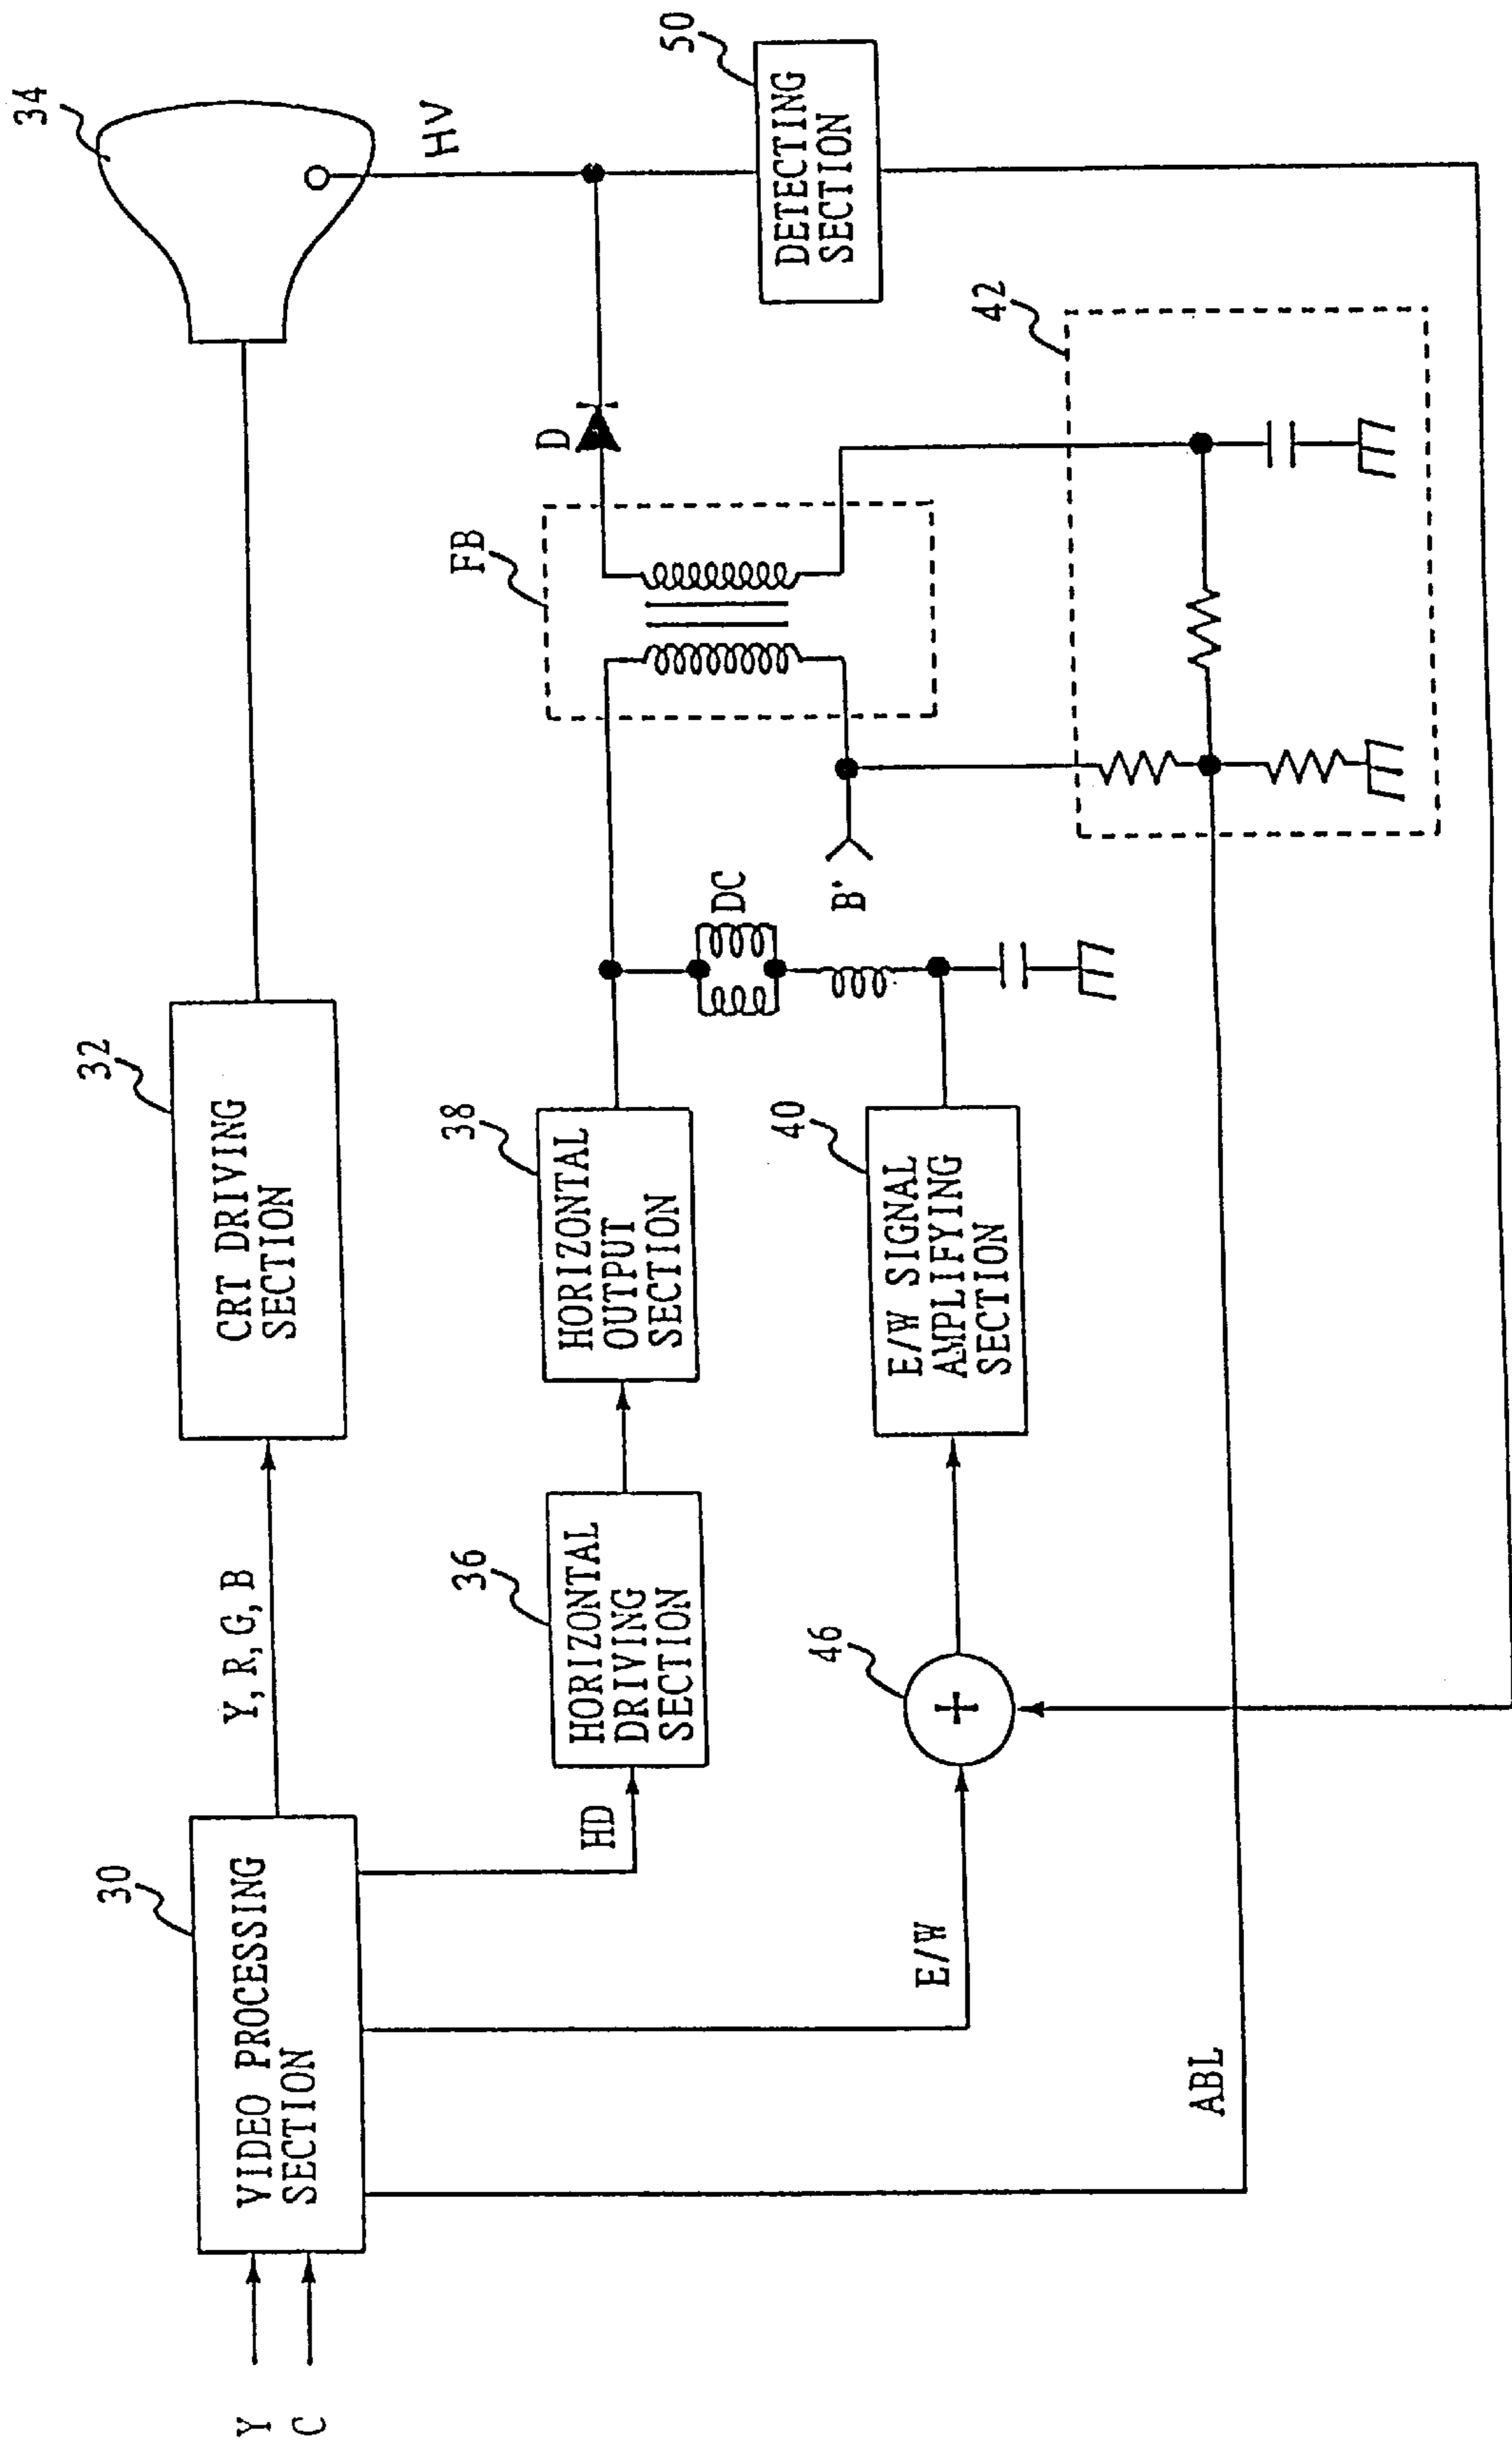 34
HV
50
DETECTING
SECTION
42
D
FB
DC
B'
32
CRT DRIVING
SECTION
38
HORIZONTAL
OUTPUT
SECTION
40
E/W SIGNAL
AMPLIFYING
SECTION
Y, R, G, B
36
HORIZONTAL
DRIVING
SECTION
46
+
HD
30
VIDEO PROCESSING
SECTION
E/W
ABL
Y
C